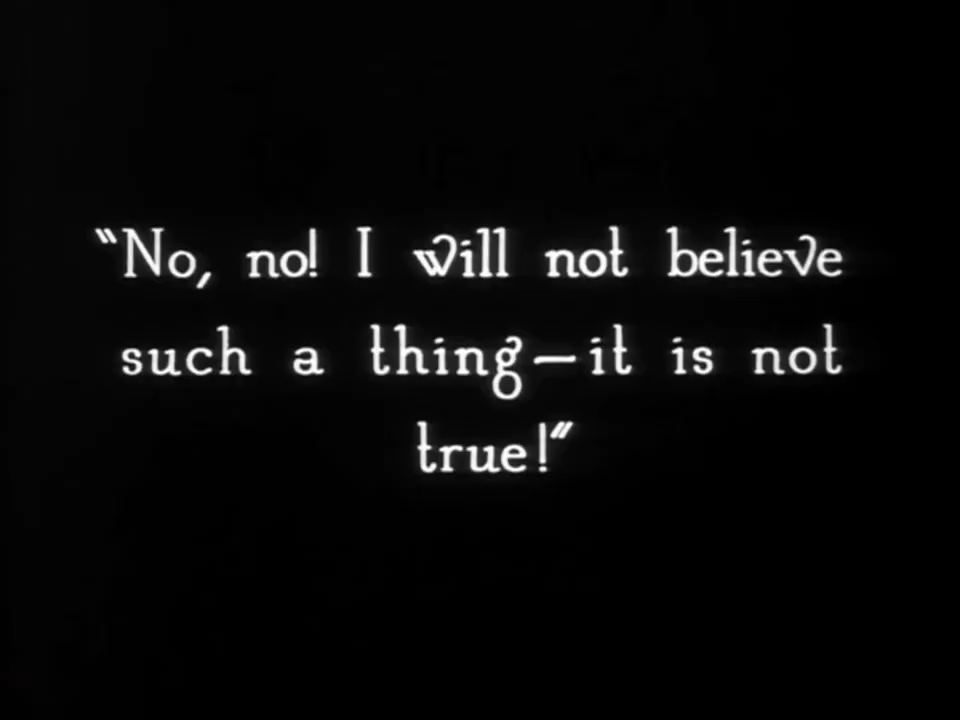 “No, no! I will not believe
such a thing—it is not
true!”